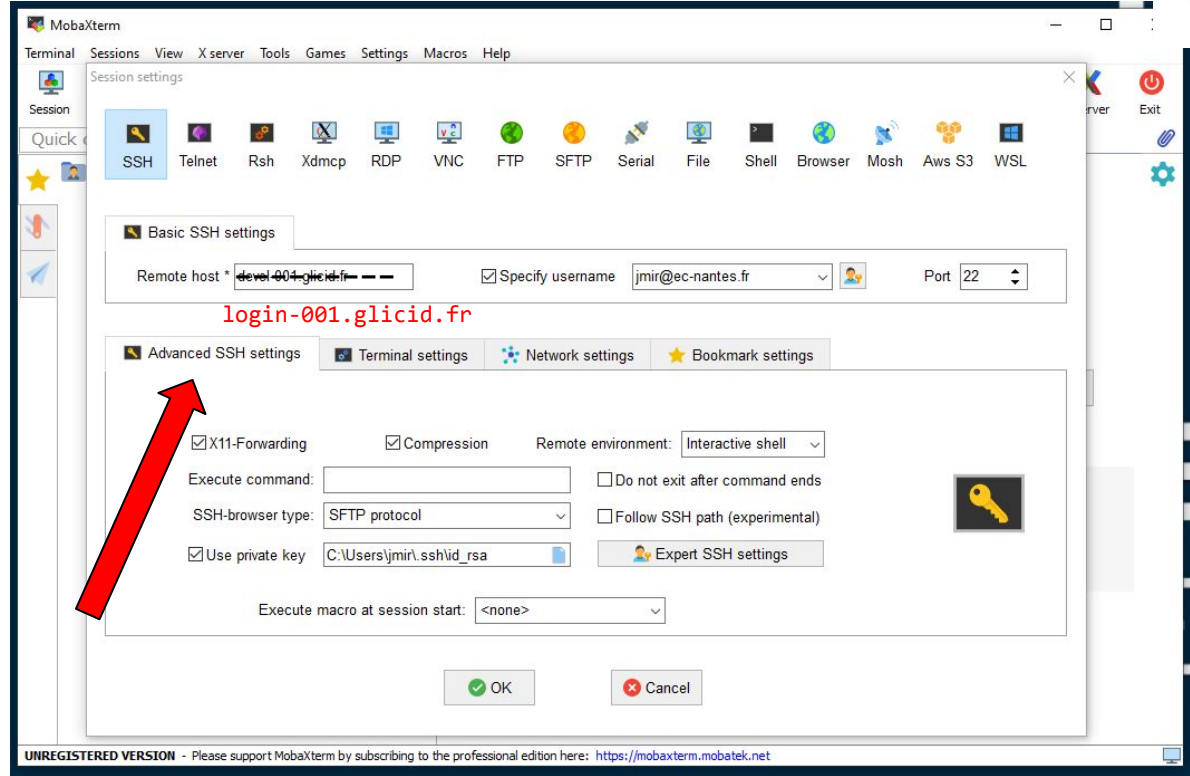 MobaXterm
Terminal Sessions View X server Tools Games Settings Macros Help
Session settings
Session
rver Exit
Quick
SSH Telnet Rsh Xdmcp RDP VNC FTP SFTP Serial File Shell Browser Mosh Aws S3 WSL
Basic SSH settings
Remote host * devel-001.glicid.fr Specify username jmir@ec-nantes.fr Port 22
login-001.glicid.fr
Advanced SSH settings Terminal settings Network settings Bookmark settings
X11-Forwarding Compression Remote environment: Interactive shell
Execute command: Do not exit after command ends
SSH-browser type: SFTP protocol Follow SSH path (experimental)
Use private key C:\Users\jmir\.ssh\id_rsa Expert SSH settings
Execute macro at session start: <none>
OK Cancel
UNREGISTERED VERSION - Please support MobaXterm by subscribing to the professional edition here: https://mobaxterm.mobatek.net